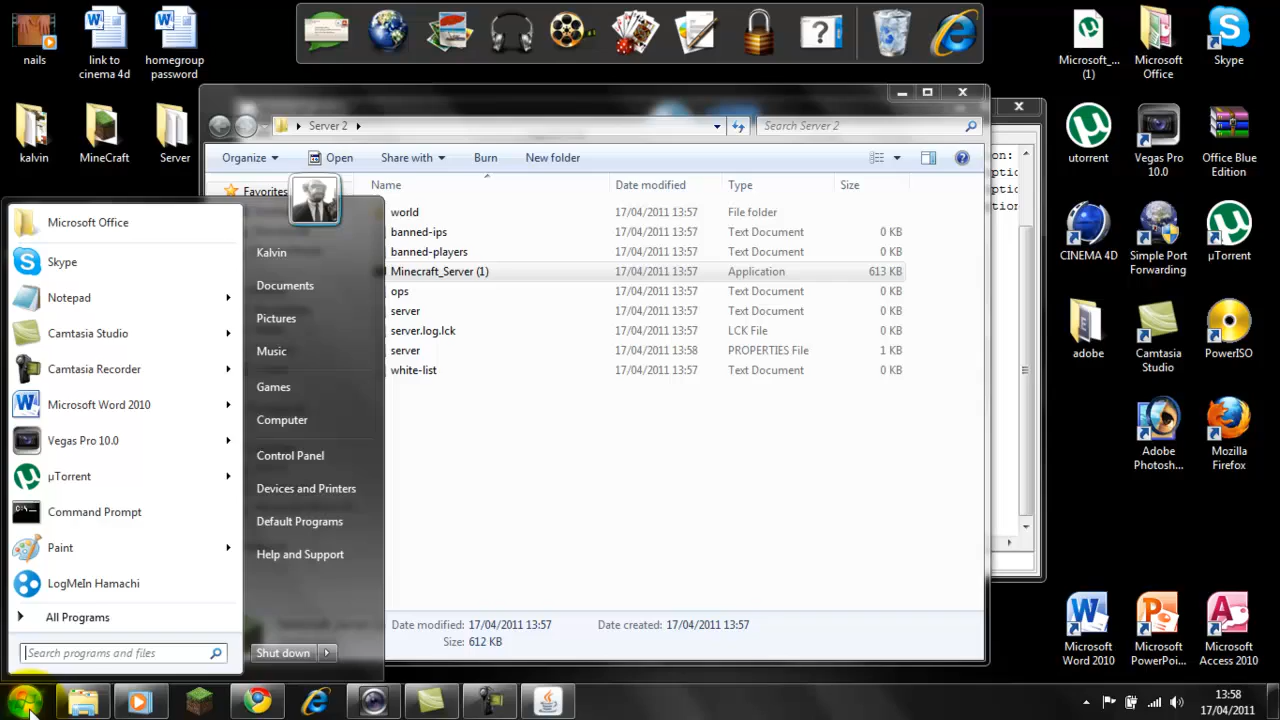 nails
link to
cinema 4d
homegroup
password
kalvin
MineCraft
Server
Microsoft_...
(1)
Microsoft
Office
Skype
utorrent
Vegas Pro
10.0
Office Blue
Edition
CINEMA 4D
Simple Port
Forwarding
µTorrent
adobe
Camtasia
Studio
PowerISO
Adobe
Photosh...
Mozilla
Firefox
Microsoft
Word 2010
Microsoft
PowerPoi...
Microsoft
Access 2010
Server 2
Search Server 2
Organize
Open
Share with
Burn
New folder
Favorites
Name Date modified Type Size
world 17/04/2011 13:57 File folder
banned-ips 17/04/2011 13:57 Text Document 0 KB
banned-players 17/04/2011 13:57 Text Document 0 KB
Minecraft_Server (1) 17/04/2011 13:57 Application 613 KB
ops 17/04/2011 13:57 Text Document 0 KB
server 17/04/2011 13:57 Text Document 0 KB
server.log.lck 17/04/2011 13:57 LCK File 0 KB
server 17/04/2011 13:58 PROPERTIES File 1 KB
white-list 17/04/2011 13:57 Text Document 0 KB
Date modified: 17/04/2011 13:57 Date created: 17/04/2011 13:57
Size: 612 KB
on:
ptio
ptio
otion
Microsoft Office
Skype
Notepad
Camtasia Studio
Camtasia Recorder
Microsoft Word 2010
Vegas Pro 10.0
µTorrent
Command Prompt
Paint
LogMeIn Hamachi
All Programs
Search programs and files
Kalvin
Documents
Pictures
Music
Games
Computer
Control Panel
Devices and Printers
Default Programs
Help and Support
Shut down
13:58
17/04/2011